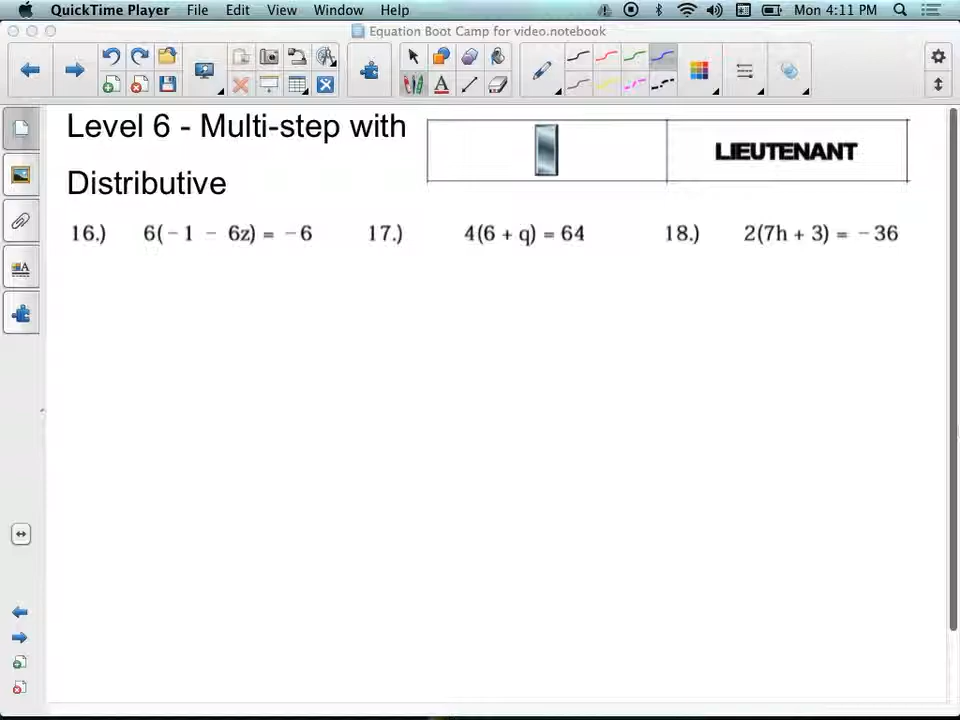 QuickTime Player File Edit View Window Help Mon 4:11 PM
Equation Boot Camp for video.notebook
Level 6 - Multi-step with
Distributive
LIEUTENANT
16.) 6(−1 − 6z) = −6 17.) 4(6 + q) = 64 18.) 2(7h + 3) = −36